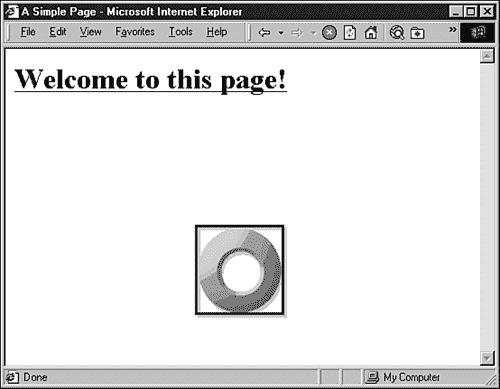 A Simple Page - Microsoft Internet Explorer
File Edit View Favorites Tools Help »
Welcome to this page!
Done My Computer